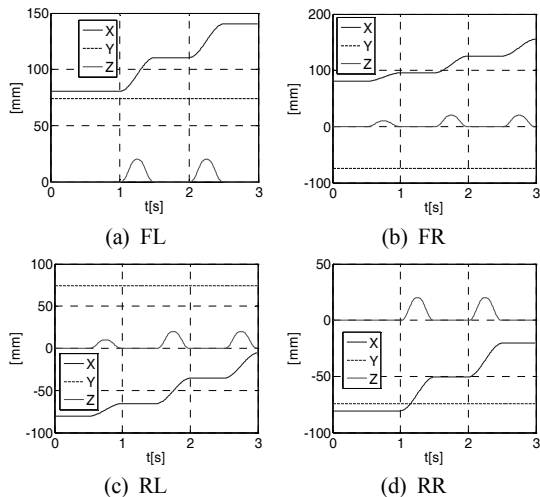 150
100
50
0
[mm]
X
Y
Z
0 1 2 3
t[s]
(a) FL
200
100
0
-100
[mm]
X
Y
Z
0 1 2 3
t[s]
(b) FR
100
50
0
-50
-100
[mm]
X
Y
Z
0 1 2 3
t[s]
(c) RL
50
0
-50
-100
[mm]
X
Y
Z
0 1 2 3
t[s]
(d) RR